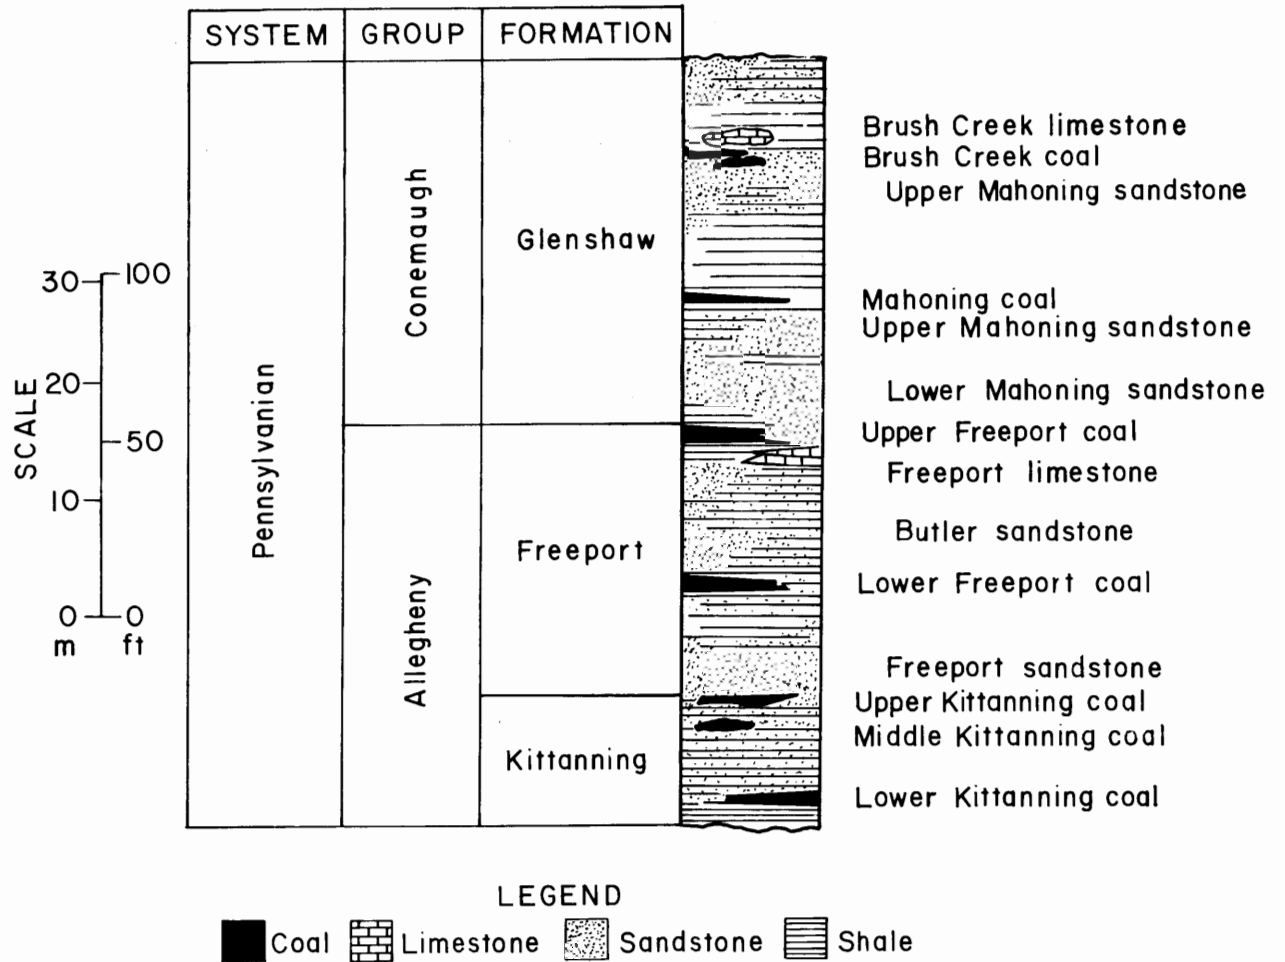 SYSTEM GROUP FORMATION
Brush Creek limestone
Brush Creek coal
Upper Mahoning sandstone
Conemaugh
Glenshaw
30 100
Mahoning coal
Upper Mahoning sandstone
SCALE
20
Lower Mahoning sandstone
50
Upper Freeport coal
Pennsylvanian
Freeport limestone
10
Butler sandstone
Freeport
Lower Freeport coal
Allegheny
0 0
m ft
Freeport sandstone
Upper Kittanning coal
Middle Kittanning coal
Kittanning
Lower Kittanning coal
LEGEND
Coal Limestone Sandstone Shale